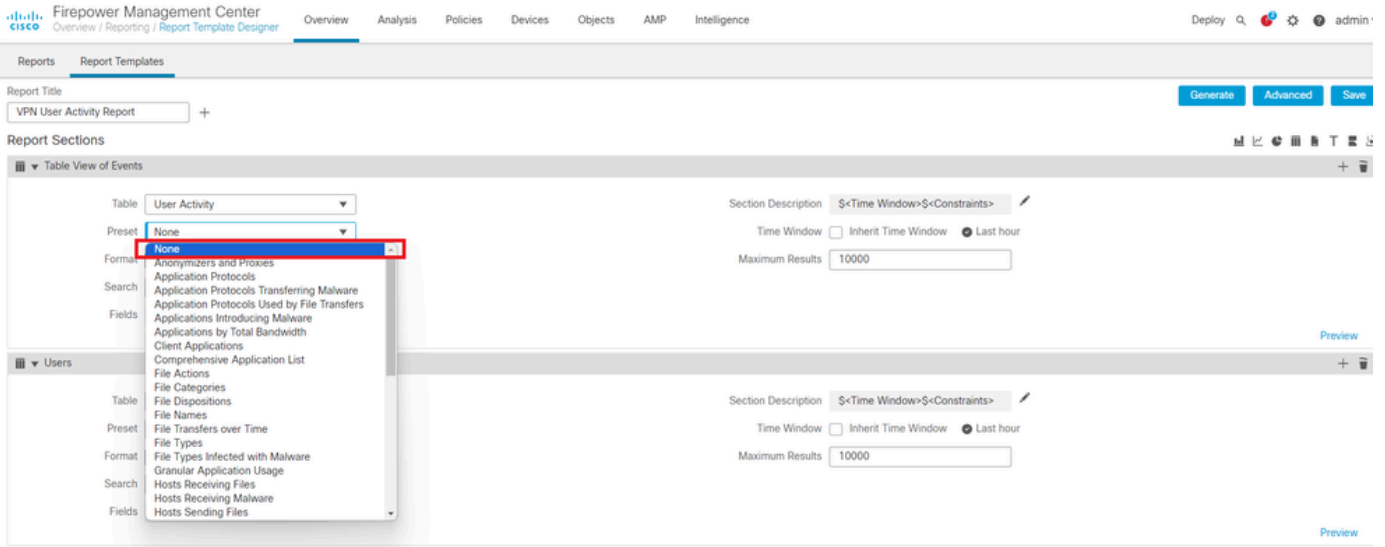 Firepower Management Center
CISCO Overview / Reporting / Report Template Designer
Overview Analysis Policies Devices Objects AMP Intelligence
Deploy 2 admin
Reports Report Templates
Report Title
VPN User Activity Report
Generate Advanced Save
Report Sections
Table View of Events
Table User Activity
Section Description $<Time Window>$<Constraints>
Preset None
Time Window Inherit Time Window Last hour
Format
Maximum Results 10000
Search
Fields
None
Anonymizers and Proxies
Application Protocols
Application Protocols Transferring Malware
Application Protocols Used by File Transfers
Applications Introducing Malware
Applications by Total Bandwidth
Client Applications
Comprehensive Application List
File Actions
File Categories
File Dispositions
File Names
File Transfers over Time
File Types
File Types Infected with Malware
Granular Application Usage
Hosts Receiving Files
Hosts Receiving Malware
Hosts Sending Files
Preview
Users
Table
Section Description $<Time Window>$<Constraints>
Preset
Time Window Inherit Time Window Last hour
Format
Maximum Results 10000
Search
Fields
Preview